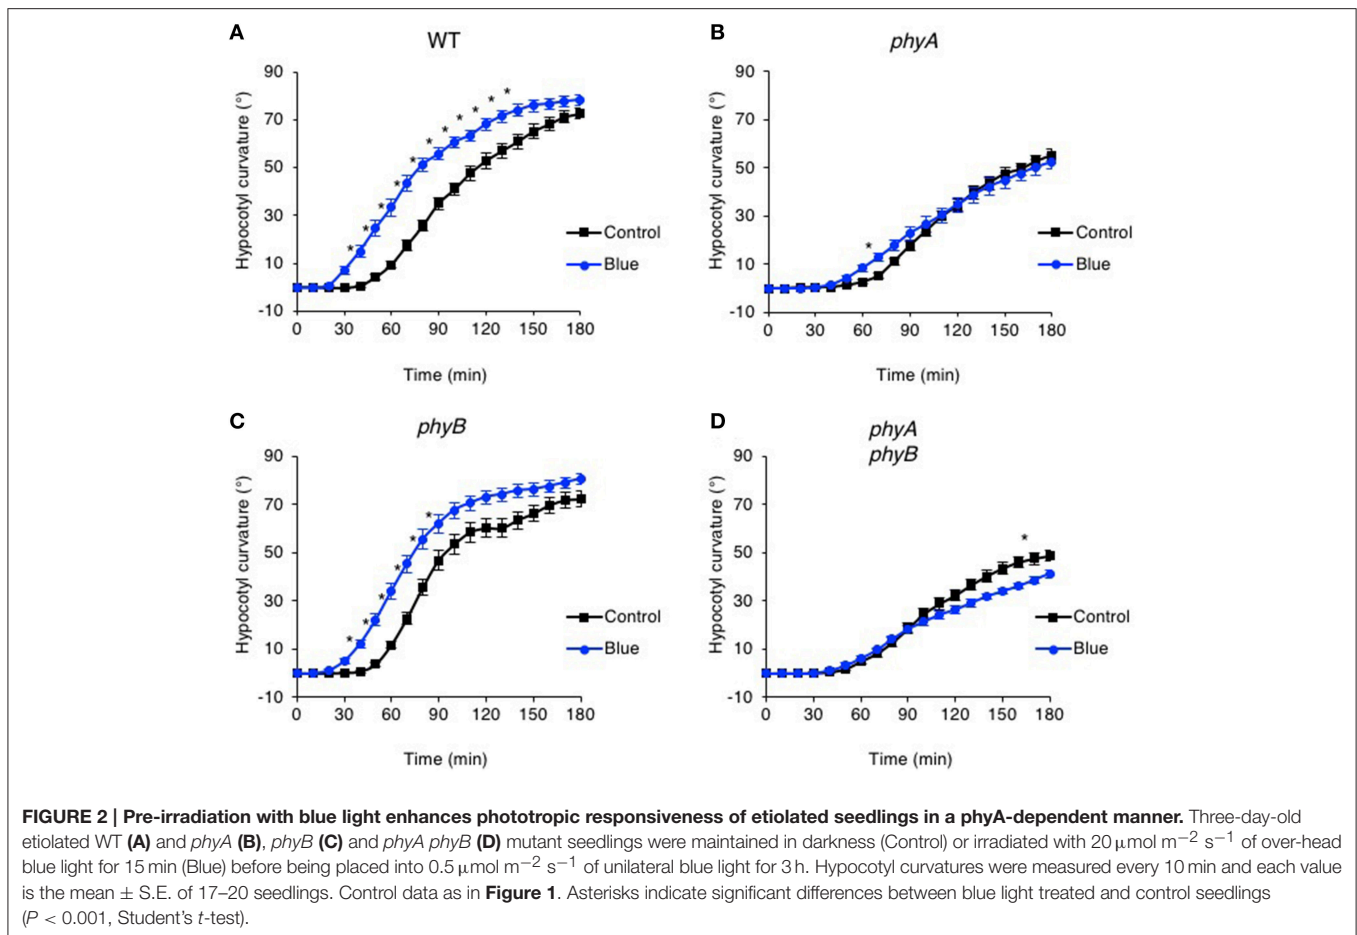 A
WT
90
70
50
30
10
-10
Hypocotyl curvature (°)
* * * * * * * * * * *
Control
Blue
0 30 60 90 120 150 180
Time (min)
B
phyA
90
70
50
30
10
-10
Hypocotyl curvature (°)
*
Control
Blue
0 30 60 90 120 150 180
Time (min)
C
phyB
90
70
50
30
10
-10
Hypocotyl curvature (°)
* * * * * *
Control
Blue
0 30 60 90 120 150 180
Time (min)
D
phyA
phyB
90
70
50
30
10
-10
Hypocotyl curvature (°)
*
Control
Blue
0 30 60 90 120 150 180
Time (min)
FIGURE 2 | Pre-irradiation with blue light enhances phototropic responsiveness of etiolated seedlings in a phyA-dependent manner. Three-day-old
etiolated WT (A) and phyA (B), phyB (C) and phyA phyB (D) mutant seedlings were maintained in darkness (Control) or irradiated with 20 μmol m⁻² s⁻¹ of over-head
blue light for 15 min (Blue) before being placed into 0.5 μmol m⁻² s⁻¹ of unilateral blue light for 3 h. Hypocotyl curvatures were measured every 10 min and each value
is the mean ± S.E. of 17–20 seedlings. Control data as in Figure 1. Asterisks indicate significant differences between blue light treated and control seedlings
(P < 0.001, Student's t-test).